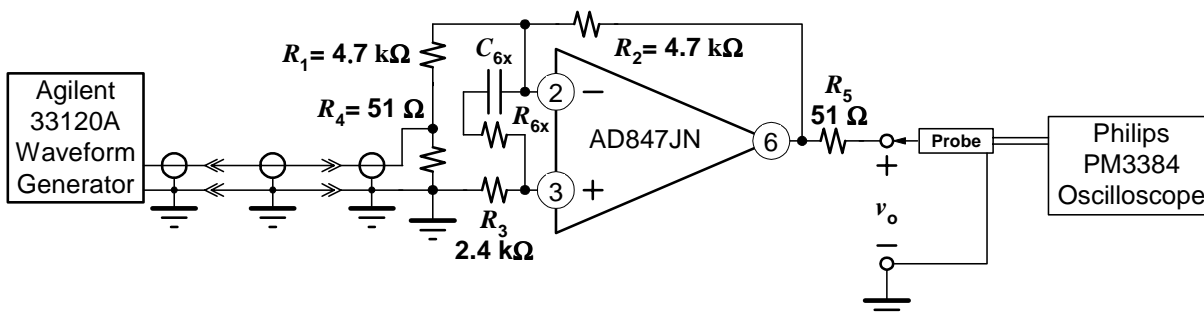 Agilent
33120A
Waveform
Generator
R1= 4.7 kΩ
R4= 51 Ω
C6x
R6x
R2= 4.7 kΩ
2
−
3
+
AD847JN
6
R3
2.4 kΩ
R5
51 Ω
Probe
+
vo
−
Philips
PM3384
Oscilloscope